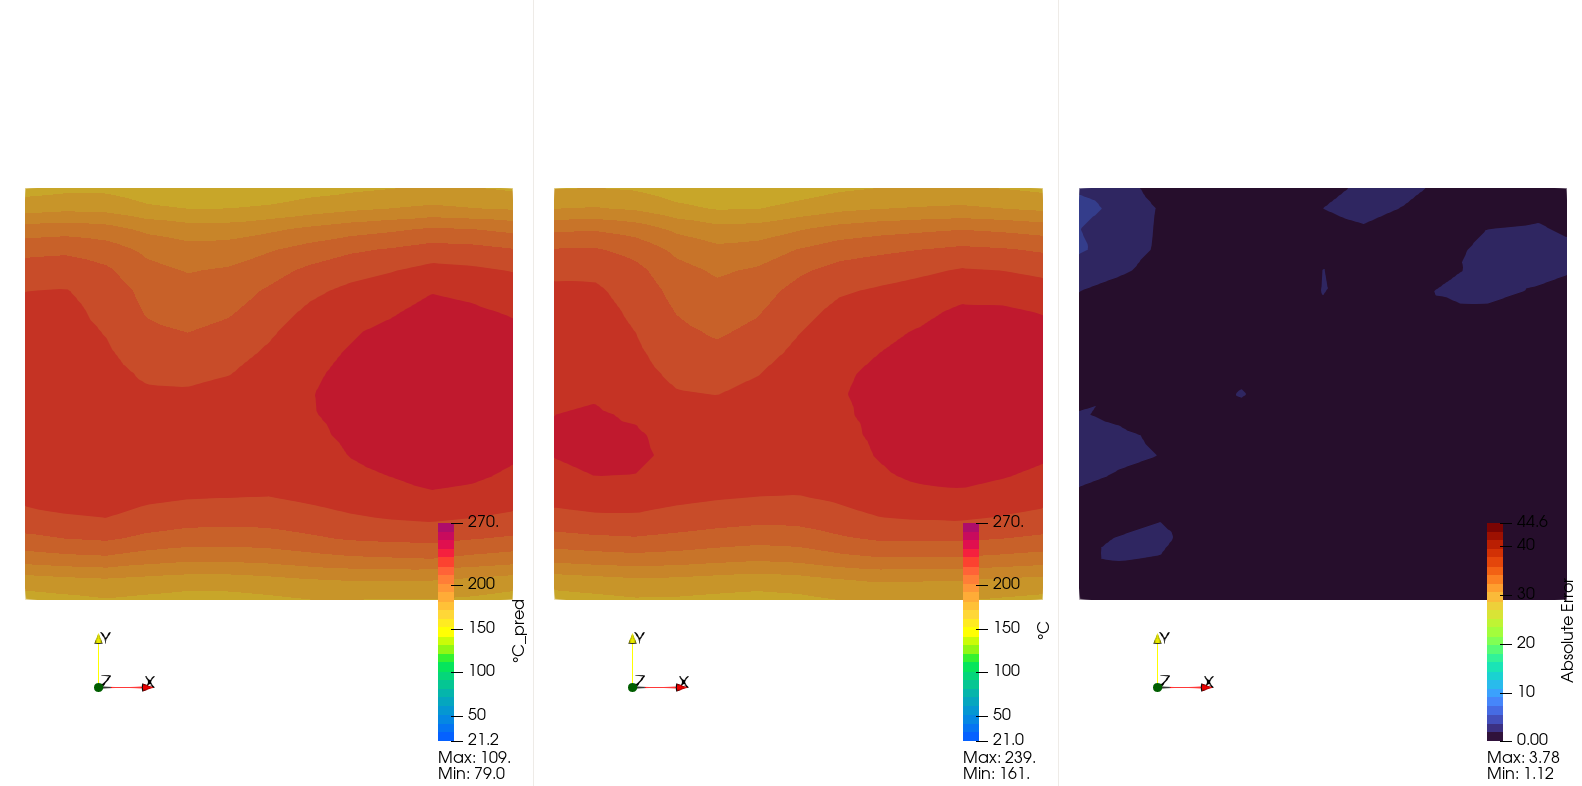 270.
200
150
100
50
21.2
°C_pred
Max: 109.
Min: 79.0
Y
Z
X
270.
200
150
100
50
21.0
°C
Max: 239.
Min: 161.
Y
Z
X
44.6
40
30
20
10
0.00
Absolute Error
Max: 3.78
Min: 1.12
Y
Z
X